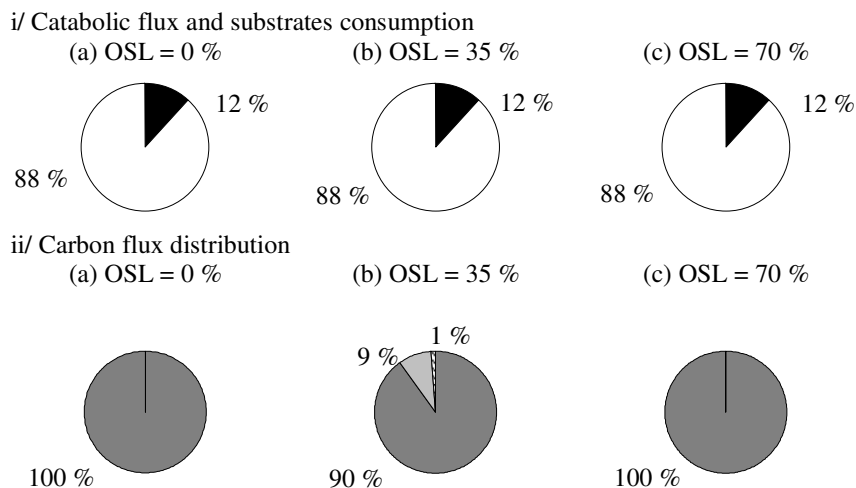 i/ Catabolic flux and substrates consumption
(a) OSL = 0 % (b) OSL = 35 % (c) OSL = 70 %
12 % 12 % 12 %
88 % 88 % 88 %
ii/ Carbon flux distribution
(a) OSL = 0 % (b) OSL = 35 % (c) OSL = 70 %
1 %
9 %
100 % 90 % 100 %